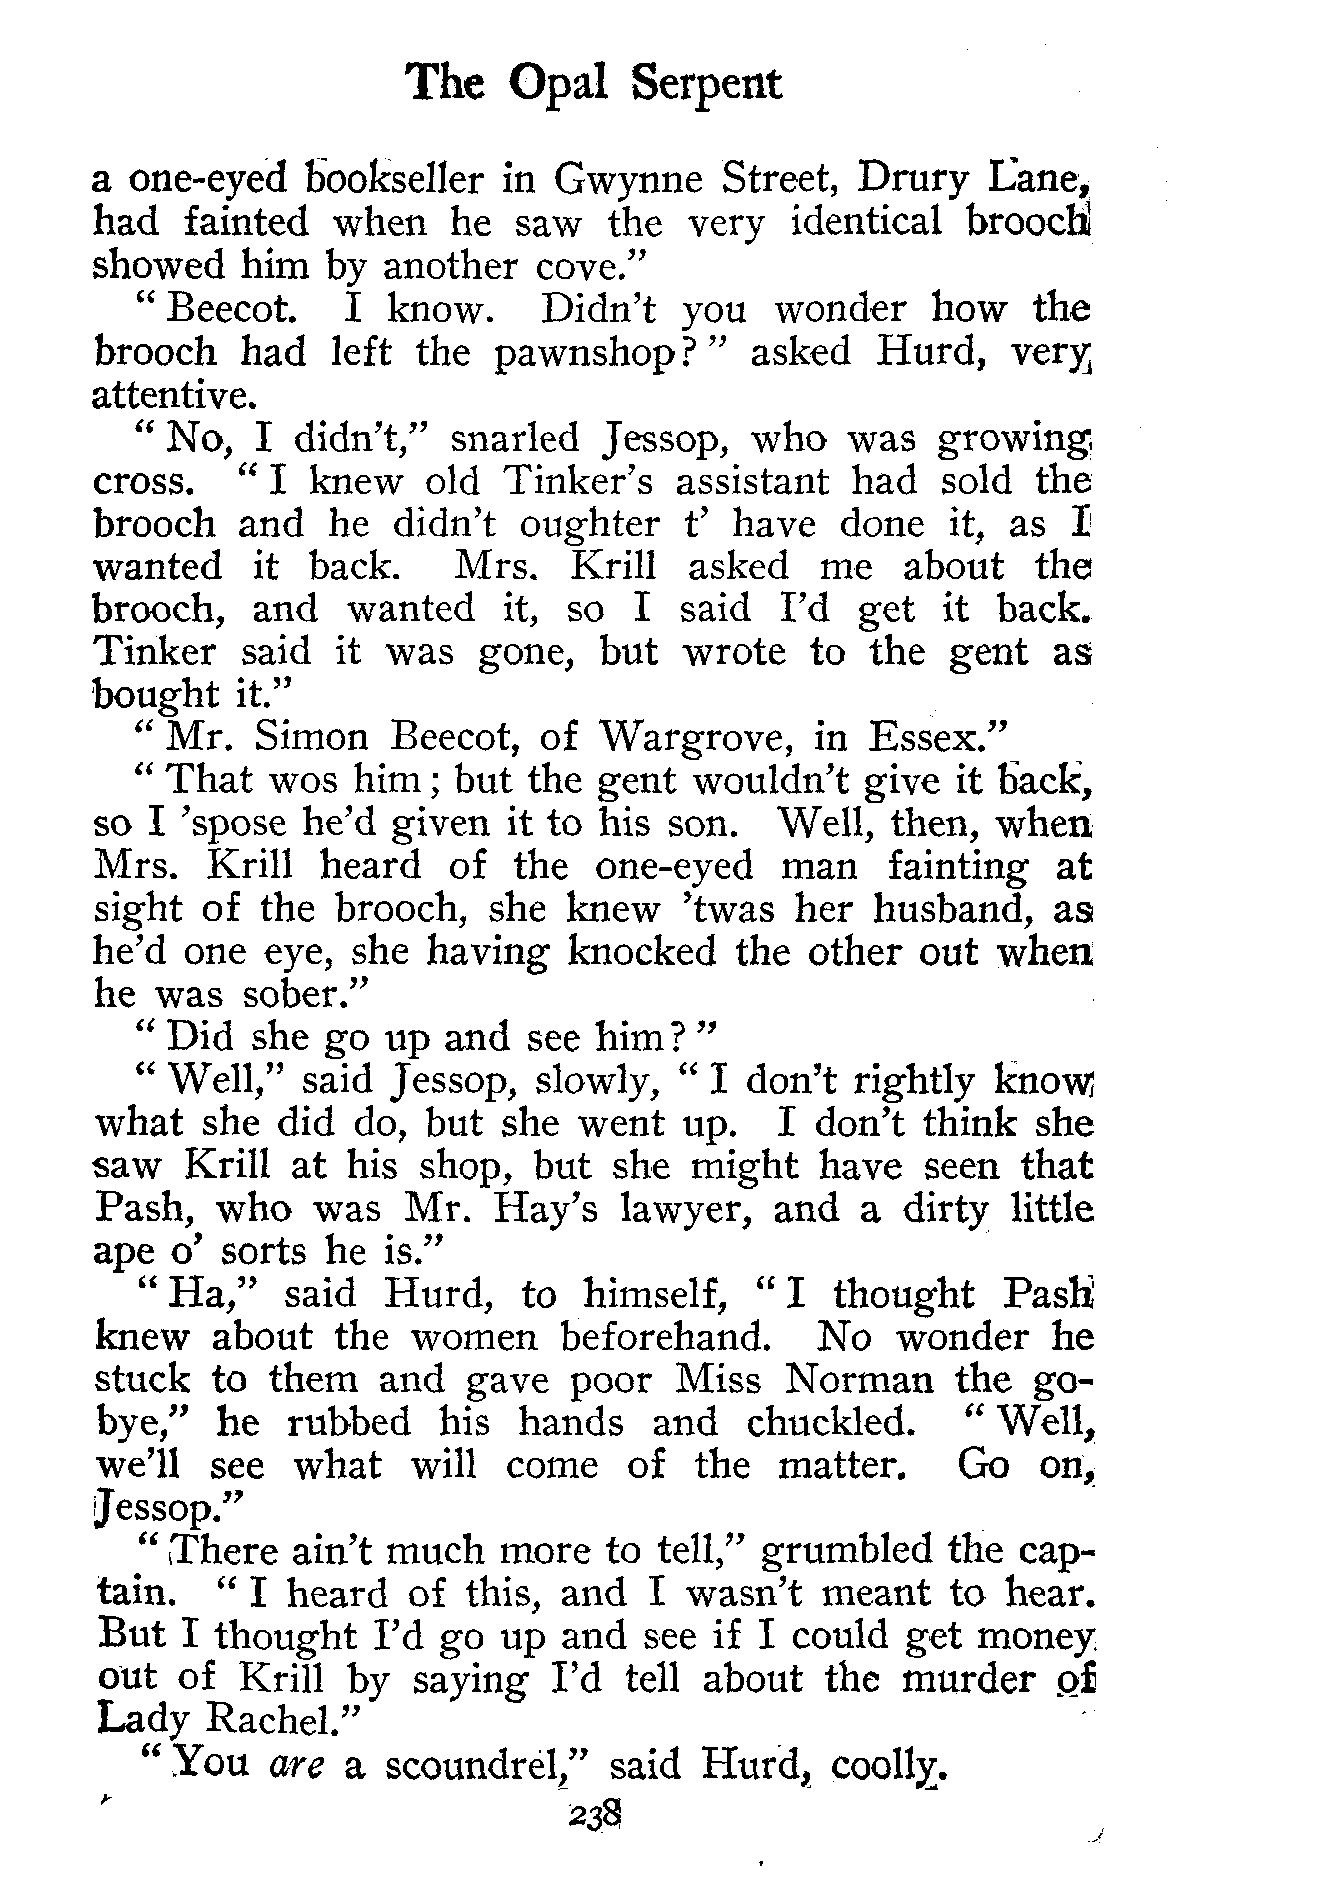 The Opal Serpent
a one-eyed bookseller in Gwynne Street, Drury Lane,
had fainted when he saw the very identical brooch
showed him by another cove."
" Beecot. I know. Didn't you wonder how the
brooch had left the pawnshop? " asked Hurd, very
attentive.
" No, I didn't," snarled Jessop, who was growing
cross. " I knew old Tinker's assistant had sold the
brooch and he didn't oughter t' have done it, as I
wanted it back. Mrs. Krill asked me about the
brooch, and wanted it, so I said I'd get it back.
Tinker said it was gone, but wrote to the gent as
bought it."
" Mr. Simon Beecot, of Wargrove, in Essex."
" That wos him; but the gent wouldn't give it back,
so I 'spose he'd given it to his son. Well, then, when
Mrs. Krill heard of the one-eyed man fainting at
sight of the brooch, she knew 'twas her husband, as
he'd one eye, she having knocked the other out when
he was sober."
" Did she go up and see him? "
" Well," said Jessop, slowly, " I don't rightly know
what she did do, but she went up. I don't think she
saw Krill at his shop, but she might have seen that
Pash, who was Mr. Hay's lawyer, and a dirty little
ape o' sorts he is."
" Ha," said Hurd, to himself, " I thought Pash
knew about the women beforehand. No wonder he
stuck to them and gave poor Miss Norman the go-
bye," he rubbed his hands and chuckled. " Well,
we'll see what will come of the matter. Go on,
Jessop."
" There ain't much more to tell," grumbled the cap-
tain. " I heard of this, and I wasn't meant to hear.
But I thought I'd go up and see if I could get money
out of Krill by saying I'd tell about the murder of
Lady Rachel."
" You are a scoundrel," said Hurd, coolly.
238